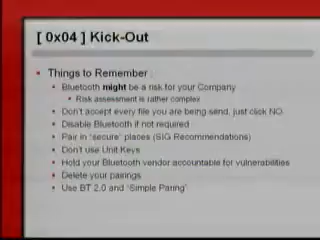 [ 0x04 ] Kick-Out
Things to Remember :
Bluetooth might be a risk for your Company
Risk assessment is rather complex
Don't accept every file you are being send, just click NO.
Disable Bluetooth if not required
Pair in "secure" places (SIG Recommendations)
Don't use Unit Keys
Hold your Bluetooth vendor accountable for vulnerabilities
Delete your pairings
Use BT 2.0 and "Simple Paring"